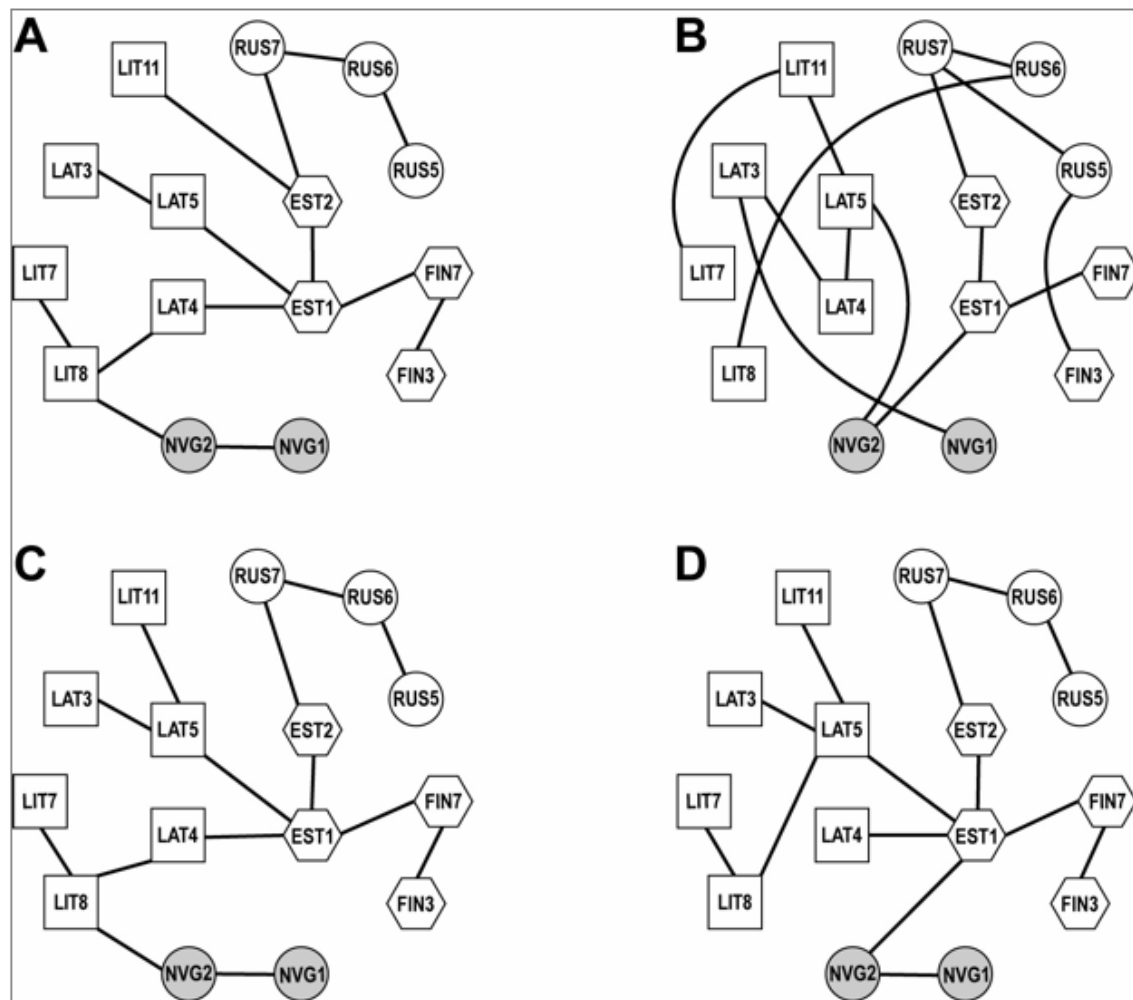 A
LIT11
RUS7
RUS6
LAT3
LAT5
EST2
RUS5
LIT7
LAT4
EST1
FIN7
LIT8
FIN3
NVG2
NVG1
B
LIT11
RUS7
RUS6
LAT3
LAT5
EST2
RUS5
LIT7
LAT4
EST1
FIN7
LIT8
FIN3
NVG2
NVG1
C
LIT11
RUS7
RUS6
LAT3
LAT5
EST2
RUS5
LIT7
LAT4
EST1
FIN7
LIT8
FIN3
NVG2
NVG1
D
LIT11
RUS7
RUS6
LAT3
LAT5
EST2
RUS5
LIT7
LAT4
EST1
FIN7
LIT8
FIN3
NVG2
NVG1